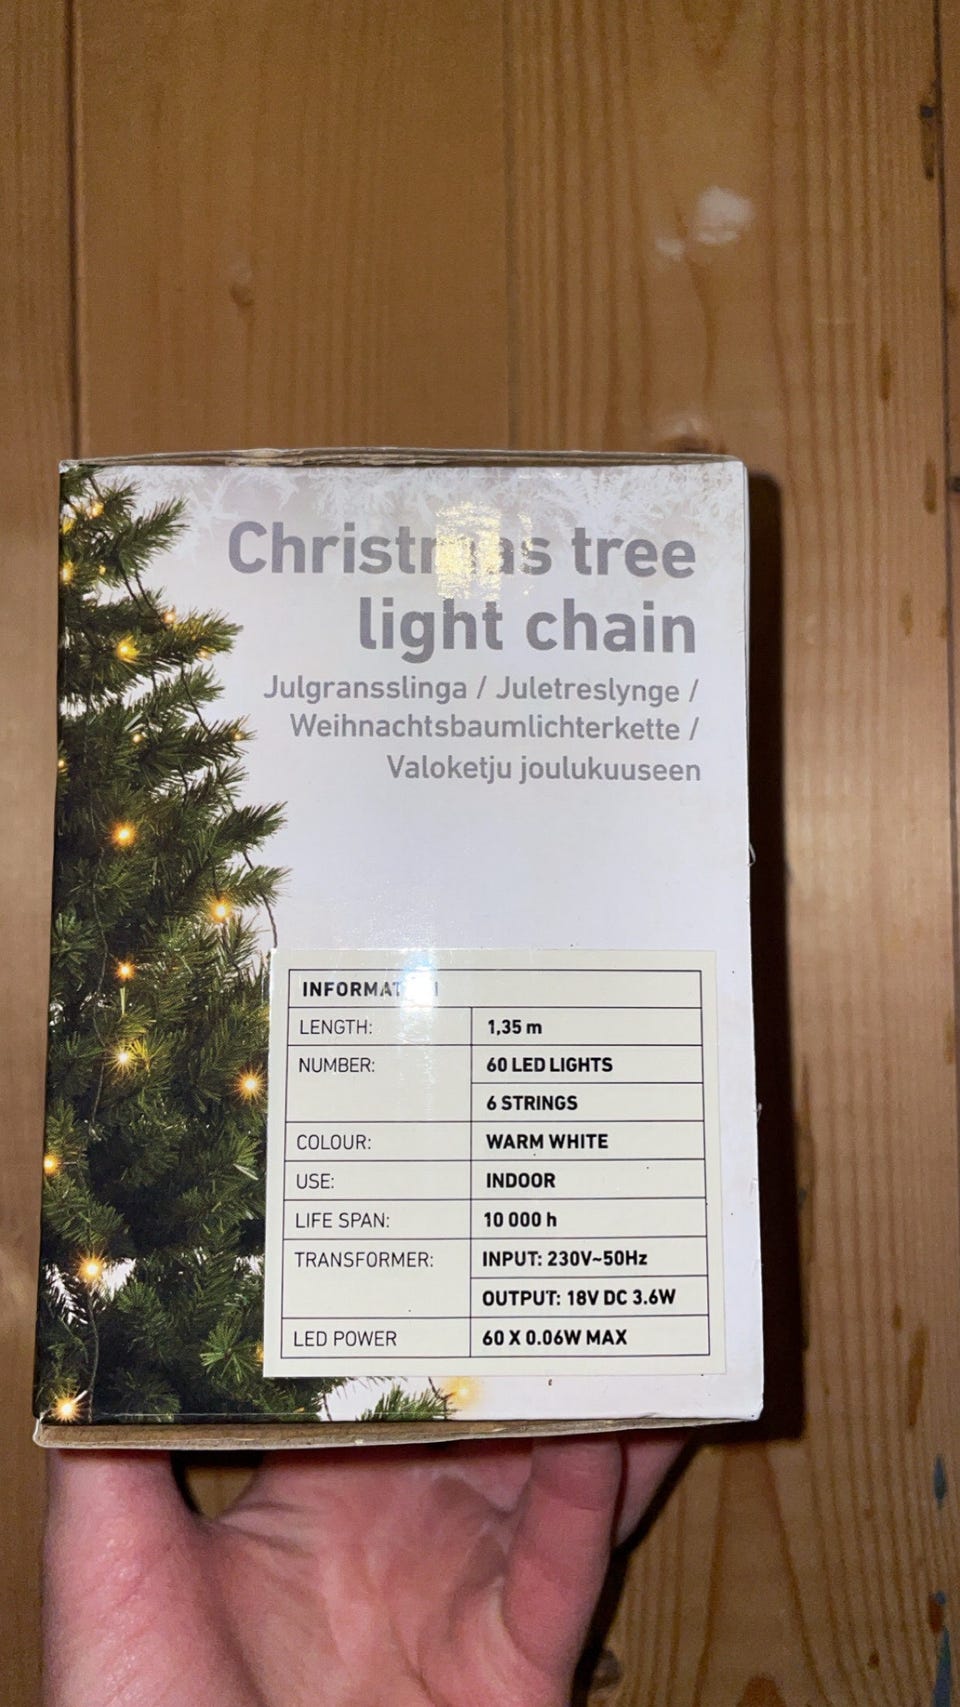 Christmas tree
light chain
Julgransslinga / Juletreslynge /
Weihnachtsbaumlichterkette /
Valoketju joulukuuseen
LENGTH: 1,35 m
NUMBER: 60 LED LIGHTS
6 STRINGS
COLOUR: WARM WHITE
USE: INDOOR
LIFE SPAN: 10 000 h
TRANSFORMER: INPUT: 230V~50Hz
OUTPUT: 18V DC 3.6W
LED POWER 60 X 0.06W MAX